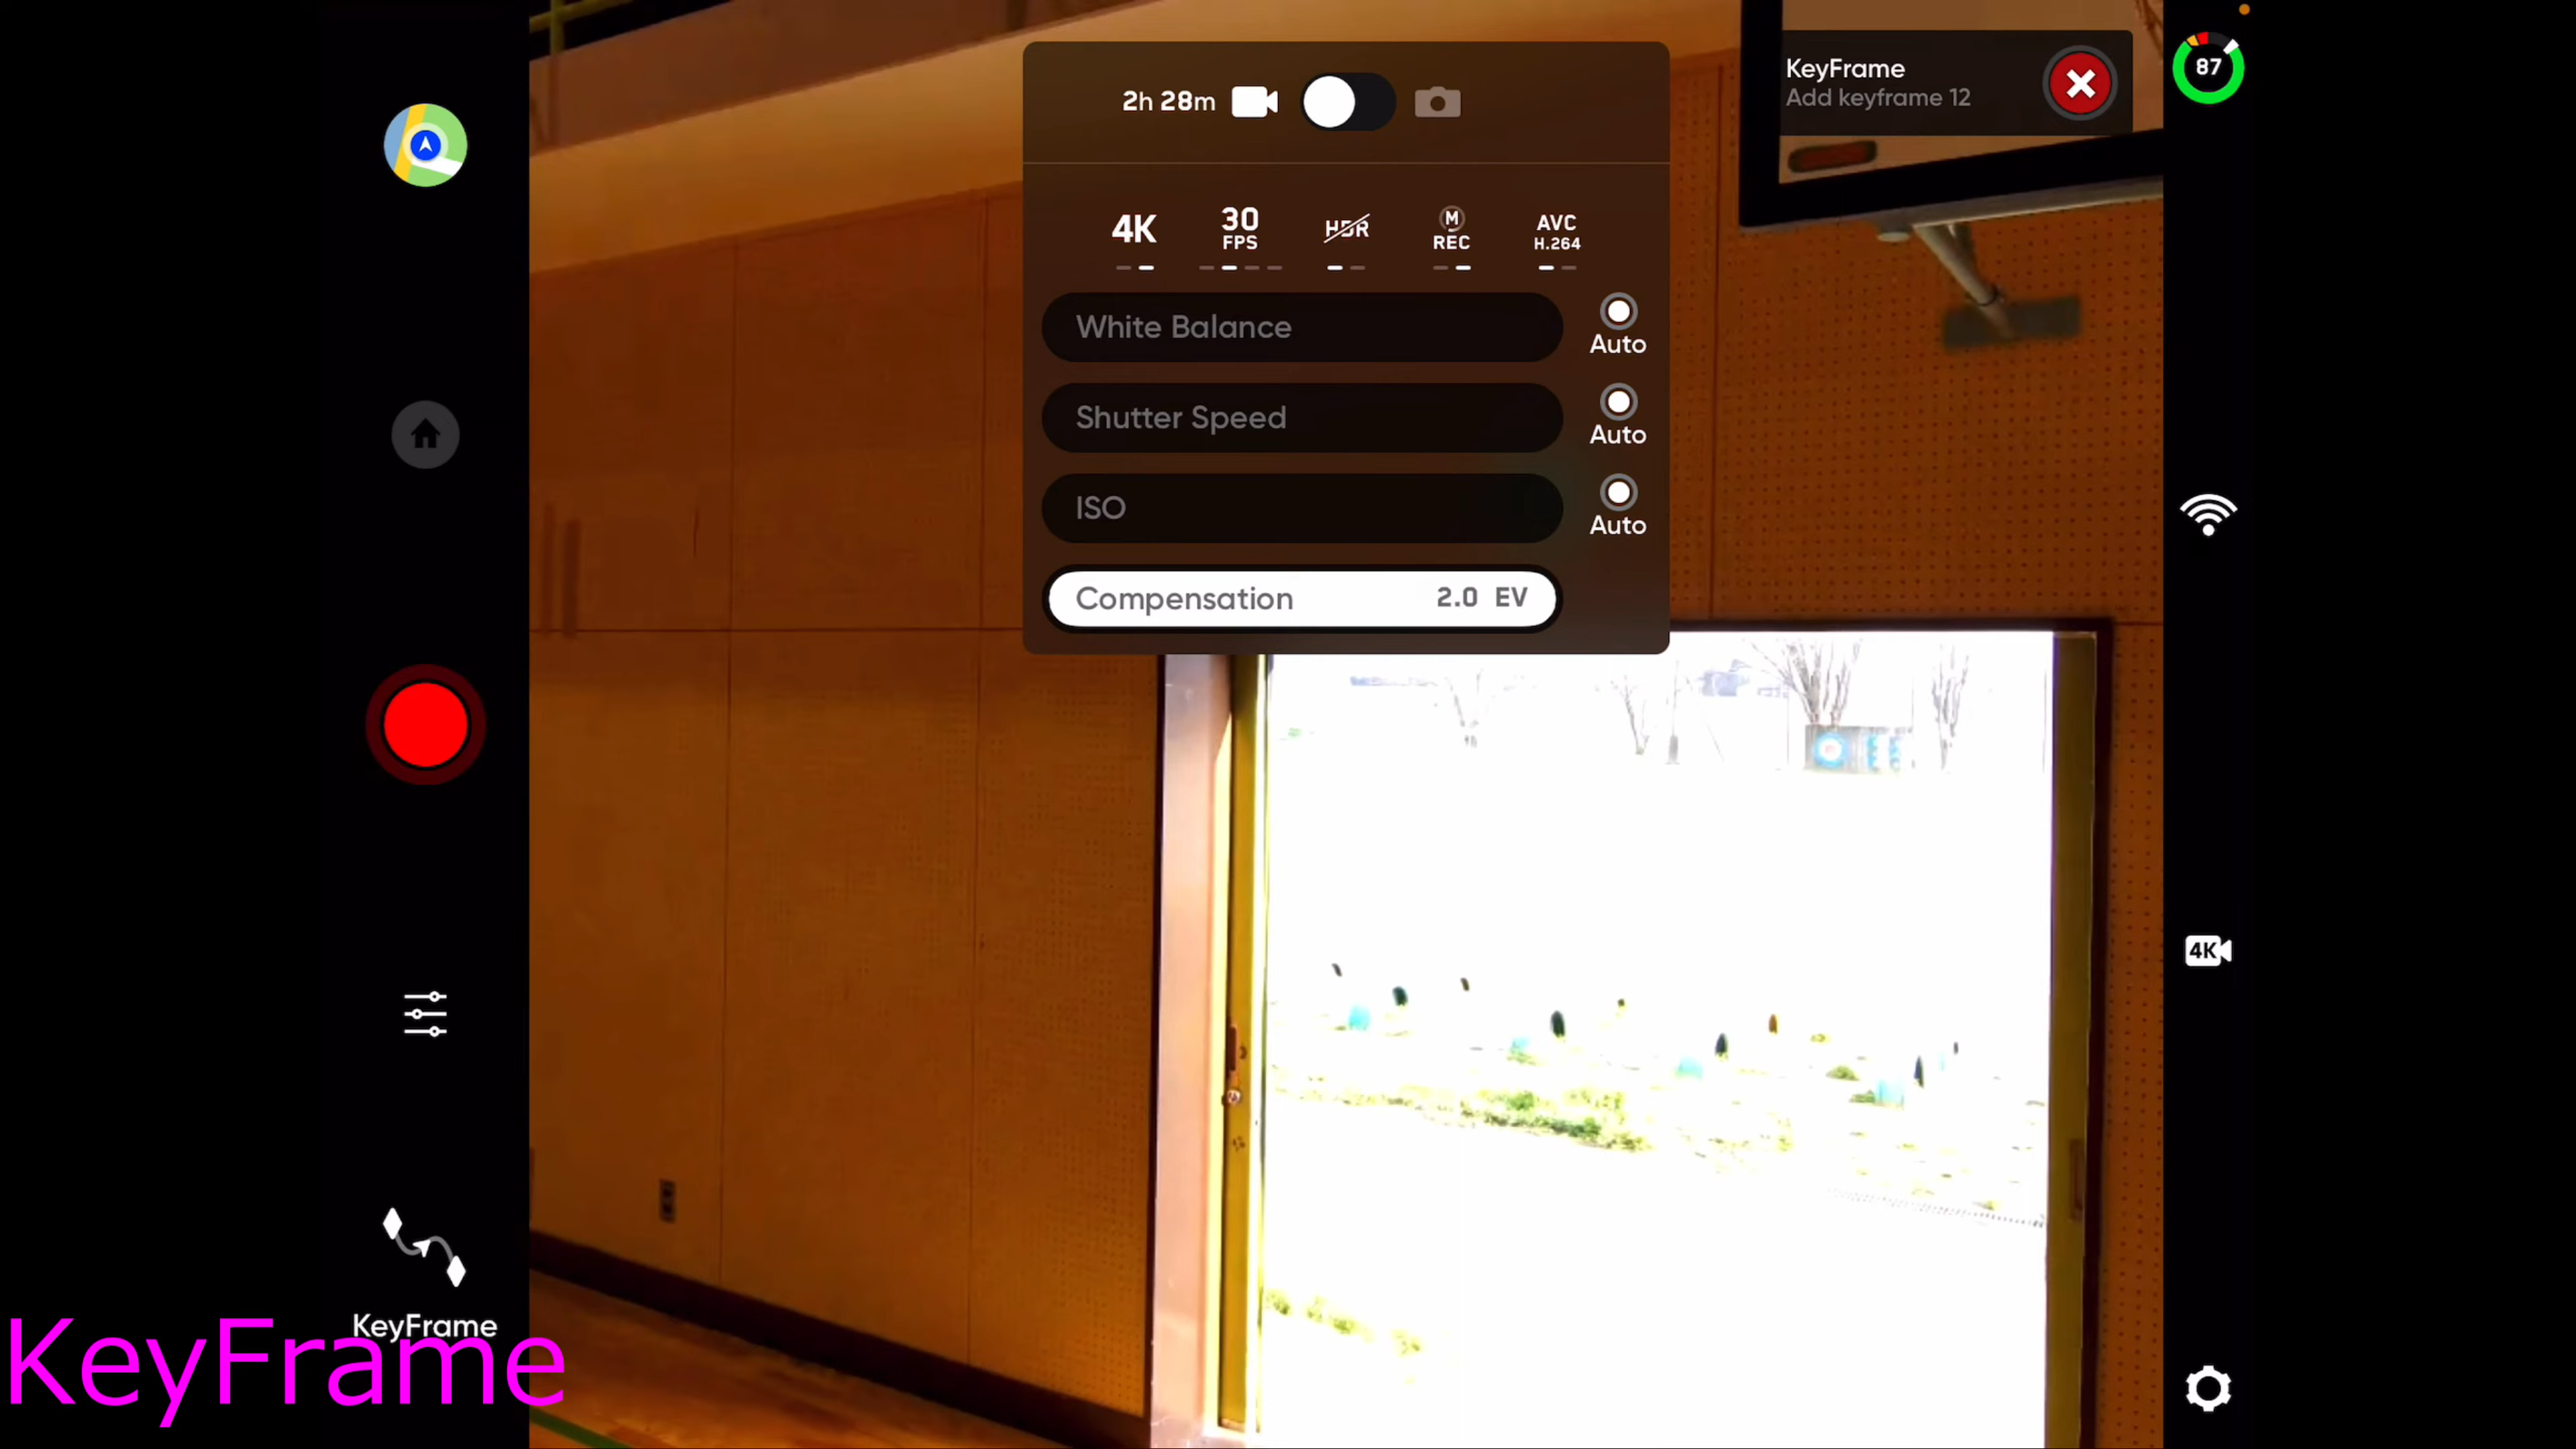 KeyFrame
Add keyframe 12
87
2h 28m
4K
30
FPS
HDR
M
REC
AVC
H.264
White Balance
Auto
Shutter Speed
Auto
ISO
Auto
Compensation 2.0 EV
4K
KeyFrame
KeyFrame